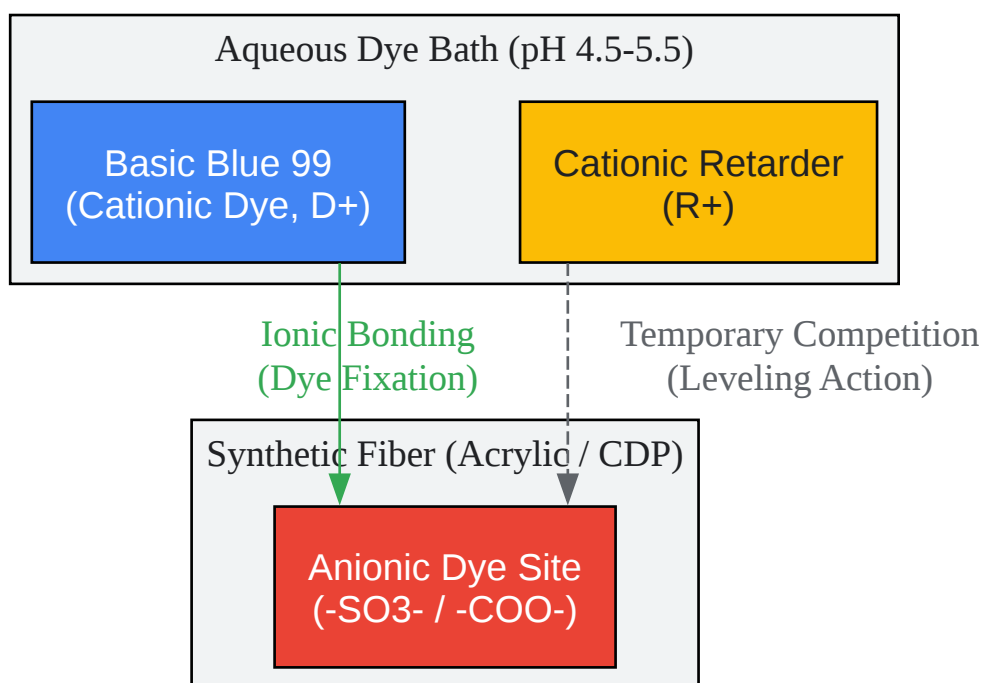 Aqueous Dye Bath (pH 4.5-5.5)
Basic Blue 99
(Cationic Dye, D+)
Cationic Retarder
(R+)
Ionic Bonding
(Dye Fixation)
Temporary Competition
(Leveling Action)
Synthetic Fiber (Acrylic / CDP)
Anionic Dye Site
(-SO3- / -COO-)